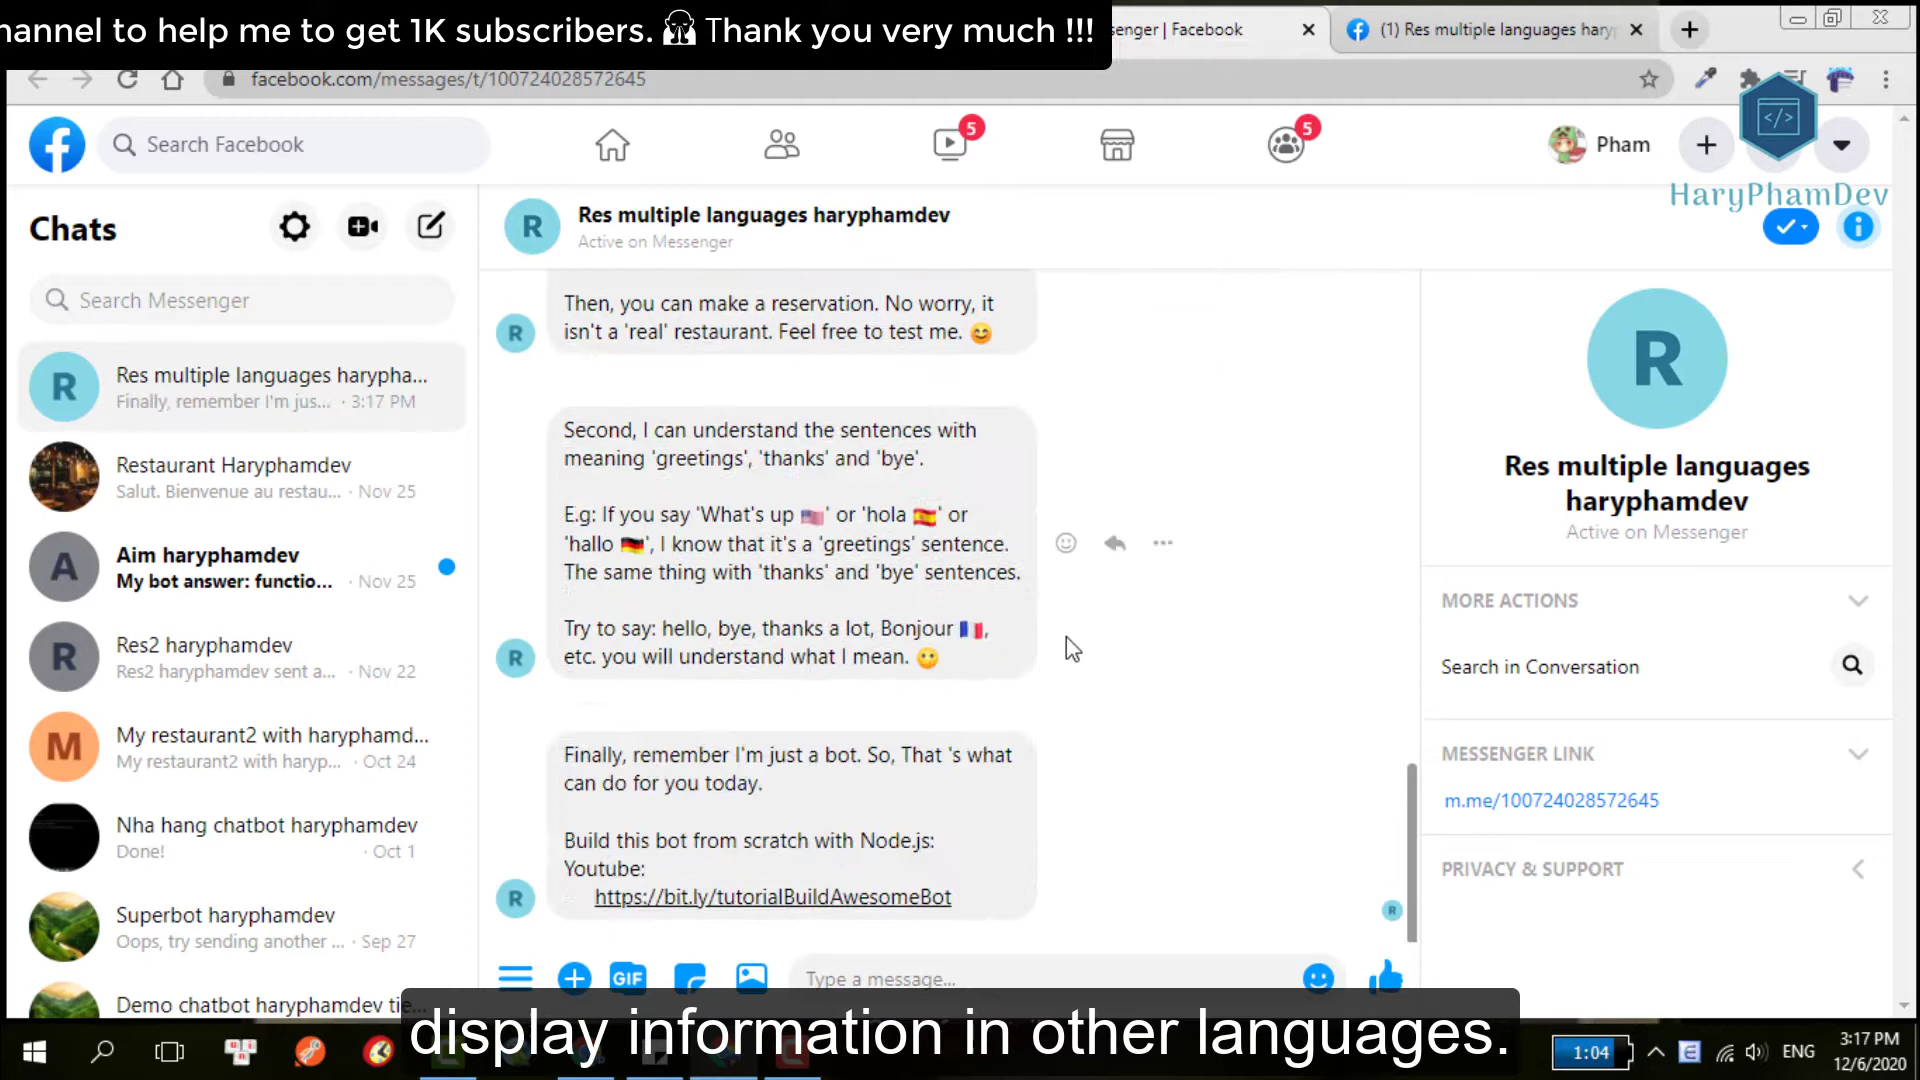 hannel to help me to get 1K subscribers. Thank you very much !!!
enger | Facebook
(1) Res multiple languages hary
facebook.com/messages/t/100724028572645
Search Facebook
5
5
Pham
HaryPhamDev
Chats
Search Messenger
Res multiple languages harypha...
Finally, remember I'm jus... · 3:17 PM
Restaurant Haryphamdev
Salut. Bienvenue au restau... · Nov 25
A
Aim haryphamdev
My bot answer: functio... · Nov 25
R
Res2 haryphamdev
Res2 haryphamdev sent a... · Nov 22
M
My restaurant2 with haryphamd...
My restaurant2 with haryp... · Oct 24
Nha hang chatbot haryphamdev
Done! · Oct 1
Superbot haryphamdev
Oops, try sending another ... · Sep 27
Demo chatbot haryphamdev tie...
R
Res multiple languages haryphamdev
Active on Messenger
Then, you can make a reservation. No worry, it
isn't a 'real' restaurant. Feel free to test me. 😊
Second, I can understand the sentences with
meaning 'greetings', 'thanks' and 'bye'.
E.g: If you say 'What's up 🇺🇸' or 'hola 🇪🇸' or
'hallo 🇩🇪', I know that it's a 'greetings' sentence.
The same thing with 'thanks' and 'bye' sentences.
Try to say: hello, bye, thanks a lot, Bonjour 🇫🇷,
etc. you will understand what I mean. 😶
Finally, remember I'm just a bot. So, That 's what
can do for you today.
Build this bot from scratch with Node.js:
Youtube:
https://bit.ly/tutorialBuildAwesomeBot
GIF
Type a message...
R
Res multiple languages
haryphamdev
Active on Messenger
MORE ACTIONS
Search in Conversation
MESSENGER LINK
m.me/100724028572645
PRIVACY & SUPPORT
display information in other languages.
1:04
ENG
3:17 PM
12/6/2020